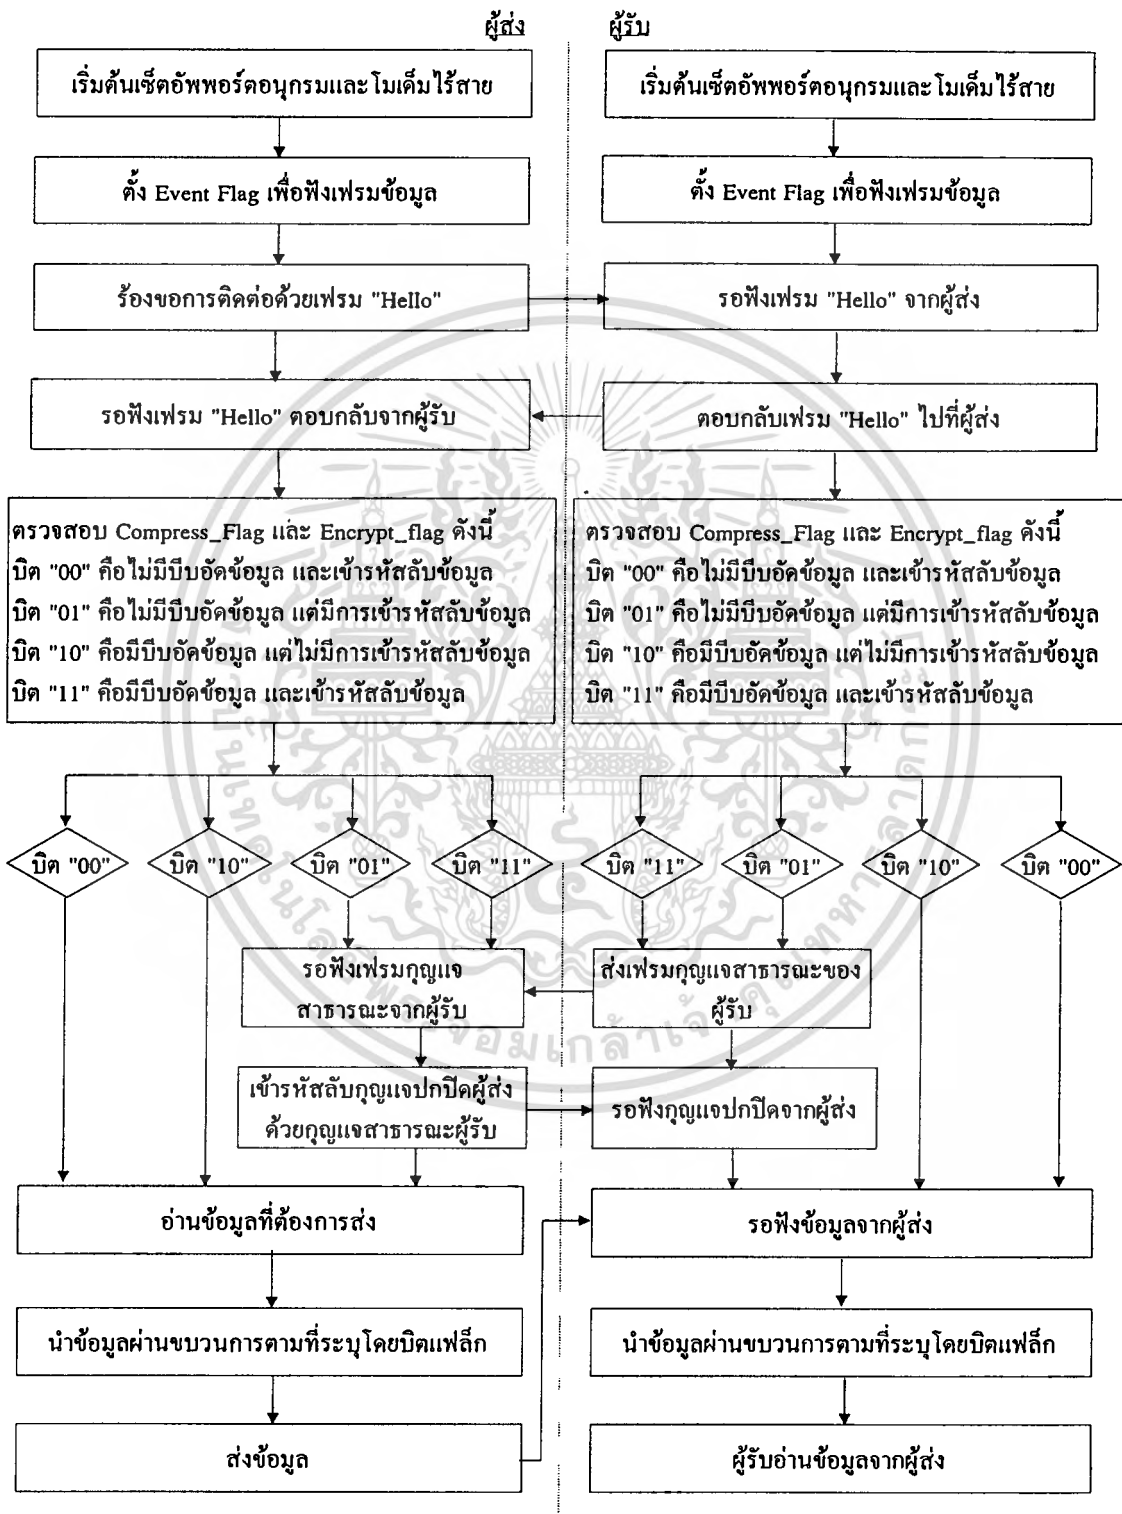 ผู้ส่ง
ผู้รับ
เริ่มต้นเซ็ตอัพพอร์ตอนุกรมและโมเด็มไร้สาย
เริ่มต้นเซ็ตอัพพอร์ตอนุกรมและโมเด็มไร้สาย
ตั้ง Event Flag เพื่อฟังเฟรมข้อมูล
ตั้ง Event Flag เพื่อฟังเฟรมข้อมูล
ร้องขอการติดต่อด้วยเฟรม "Hello"
รอฟังเฟรม "Hello" จากผู้ส่ง
รอฟังเฟรม "Hello" ตอบกลับจากผู้รับ
ตอบกลับเฟรม "Hello" ไปที่ผู้ส่ง
ตรวจสอบ Compress_Flag และ Encrypt_flag ดังนี้
บิต "00" คือไม่มีบีบอัดข้อมูล และเข้ารหัสลับข้อมูล
บิต "01" คือไม่มีบีบอัดข้อมูล แต่มีการเข้ารหัสลับข้อมูล
บิต "10" คือมีบีบอัดข้อมูล แต่ไม่มีการเข้ารหัสลับข้อมูล
บิต "11" คือมีบีบอัดข้อมูล และเข้ารหัสลับข้อมูล
ตรวจสอบ Compress_Flag และ Encrypt_flag ดังนี้
บิต "00" คือไม่มีบีบอัดข้อมูล และเข้ารหัสลับข้อมูล
บิต "01" คือไม่มีบีบอัดข้อมูล แต่มีการเข้ารหัสลับข้อมูล
บิต "10" คือมีบีบอัดข้อมูล แต่ไม่มีการเข้ารหัสลับข้อมูล
บิต "11" คือมีบีบอัดข้อมูล และเข้ารหัสลับข้อมูล
บิต "00"
บิต "10"
บิต "01"
บิต "11"
บิต "11"
บิต "01"
บิต "10"
บิต "00"
รอฟังเฟรมกุญแจ
สาธารณะจากผู้รับ
ส่งเฟรมกุญแจสาธารณะของ
ผู้รับ
เข้ารหัสลับกุญแจปกปิดผู้ส่ง
ด้วยกุญแจสาธารณะผู้รับ
รอฟังกุญแจปกปิดจากผู้ส่ง
อ่านข้อมูลที่ต้องการส่ง
รอฟังข้อมูลจากผู้ส่ง
นำข้อมูลผ่านขบวนการตามที่ระบุโดยบิตแฟล็ก
นำข้อมูลผ่านขบวนการตามที่ระบุโดยบิตแฟล็ก
ส่งข้อมูล
ผู้รับอ่านข้อมูลจากผู้ส่ง